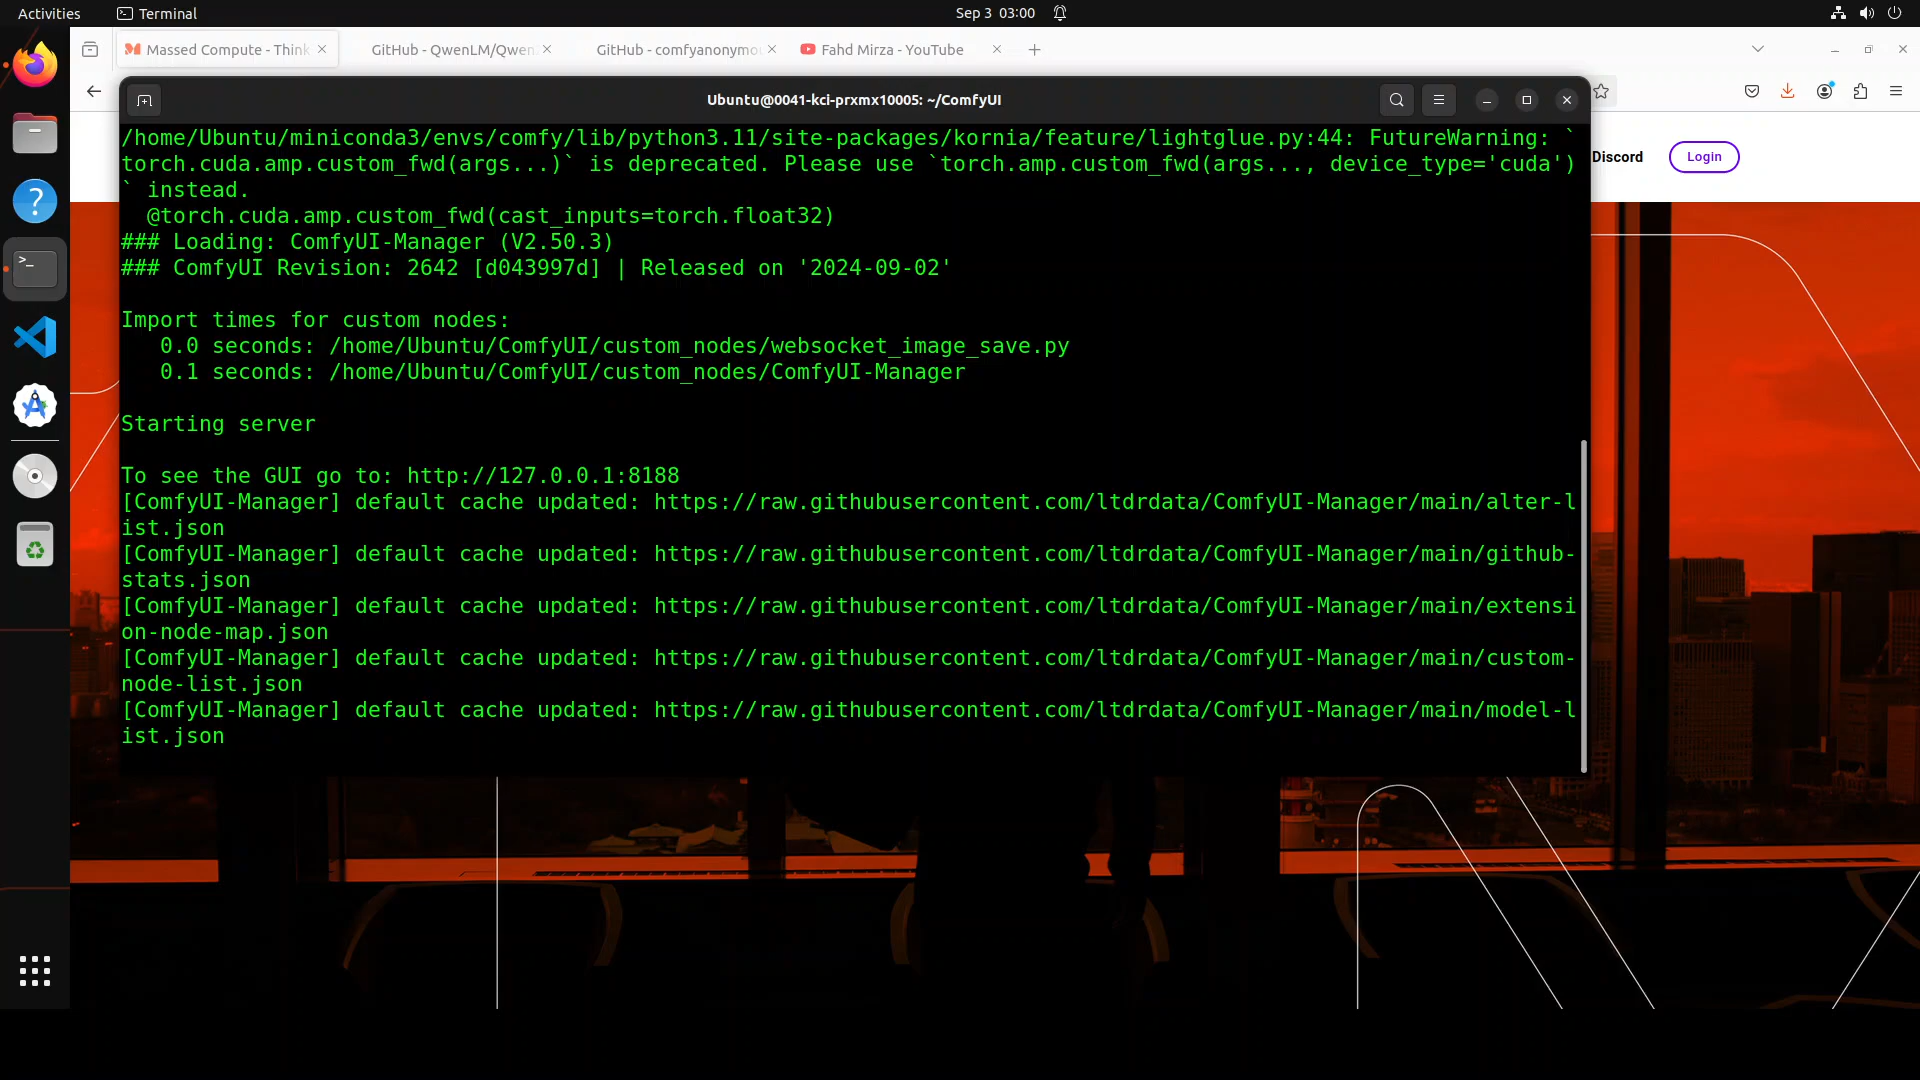 Activities
Terminal
Sep 3 03:00
Massed Compute - Think
GitHub - QwenLM/Qwen
GitHub - comfyanonymou
Fahd Mirza - YouTube
Ubuntu@0041-kci-prxmx10005: ~/ComfyUI
Discord
Login
/home/Ubuntu/miniconda3/envs/comfy/lib/python3.11/site-packages/kornia/feature/lightglue.py:44: FutureWarning: `
torch.cuda.amp.custom_fwd(args...)` is deprecated. Please use `torch.amp.custom_fwd(args..., device_type='cuda')
` instead.
@torch.cuda.amp.custom_fwd(cast_inputs=torch.float32)
### Loading: ComfyUI-Manager (V2.50.3)
### ComfyUI Revision: 2642 [d043997d] | Released on '2024-09-02'
Import times for custom nodes:
0.0 seconds: /home/Ubuntu/ComfyUI/custom_nodes/websocket_image_save.py
0.1 seconds: /home/Ubuntu/ComfyUI/custom_nodes/ComfyUI-Manager
Starting server
To see the GUI go to: http://127.0.0.1:8188
[ComfyUI-Manager] default cache updated: https://raw.githubusercontent.com/ltdrdata/ComfyUI-Manager/main/alter-l
ist.json
[ComfyUI-Manager] default cache updated: https://raw.githubusercontent.com/ltdrdata/ComfyUI-Manager/main/github-
stats.json
[ComfyUI-Manager] default cache updated: https://raw.githubusercontent.com/ltdrdata/ComfyUI-Manager/main/extensi
on-node-map.json
[ComfyUI-Manager] default cache updated: https://raw.githubusercontent.com/ltdrdata/ComfyUI-Manager/main/custom-
node-list.json
[ComfyUI-Manager] default cache updated: https://raw.githubusercontent.com/ltdrdata/ComfyUI-Manager/main/model-l
ist.json